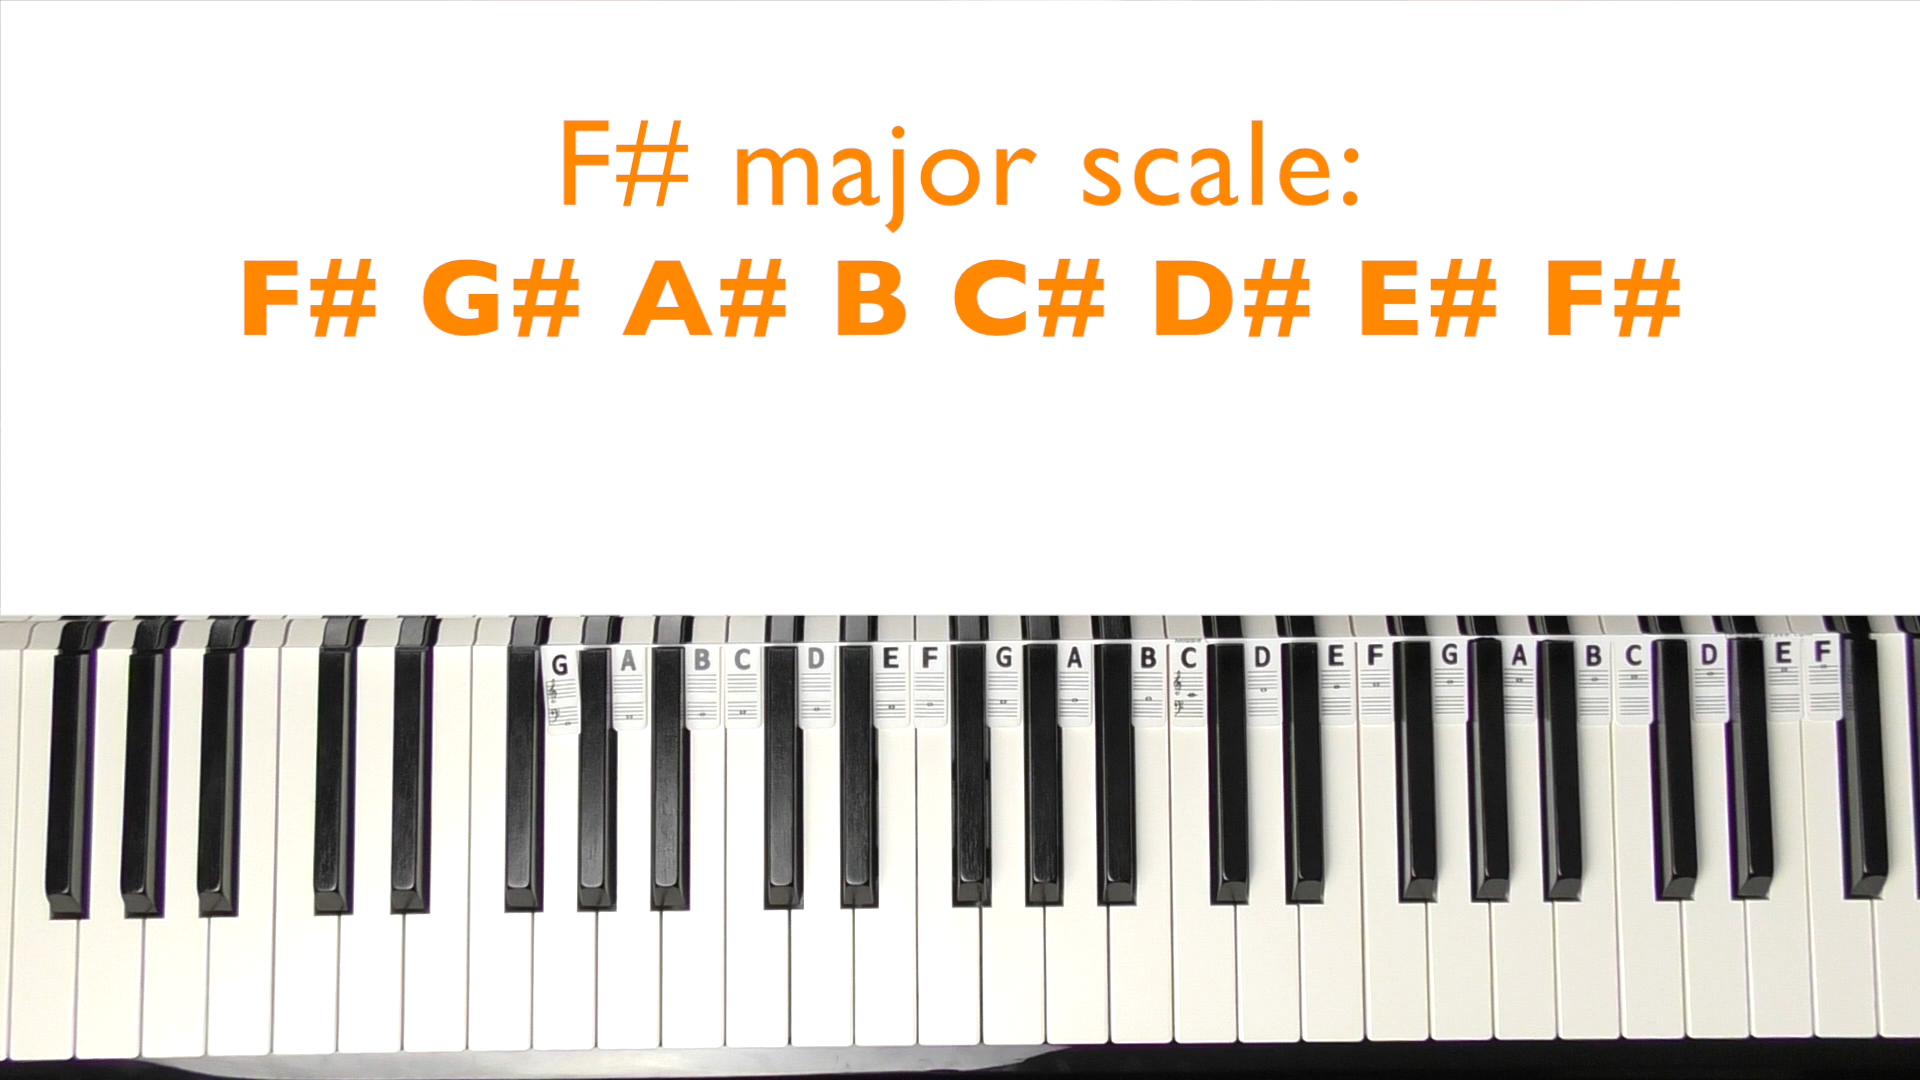 F# major scale:
F# G# A# B C# D# E# F#
G A B C D E F G A B C D E F G A B C D E F